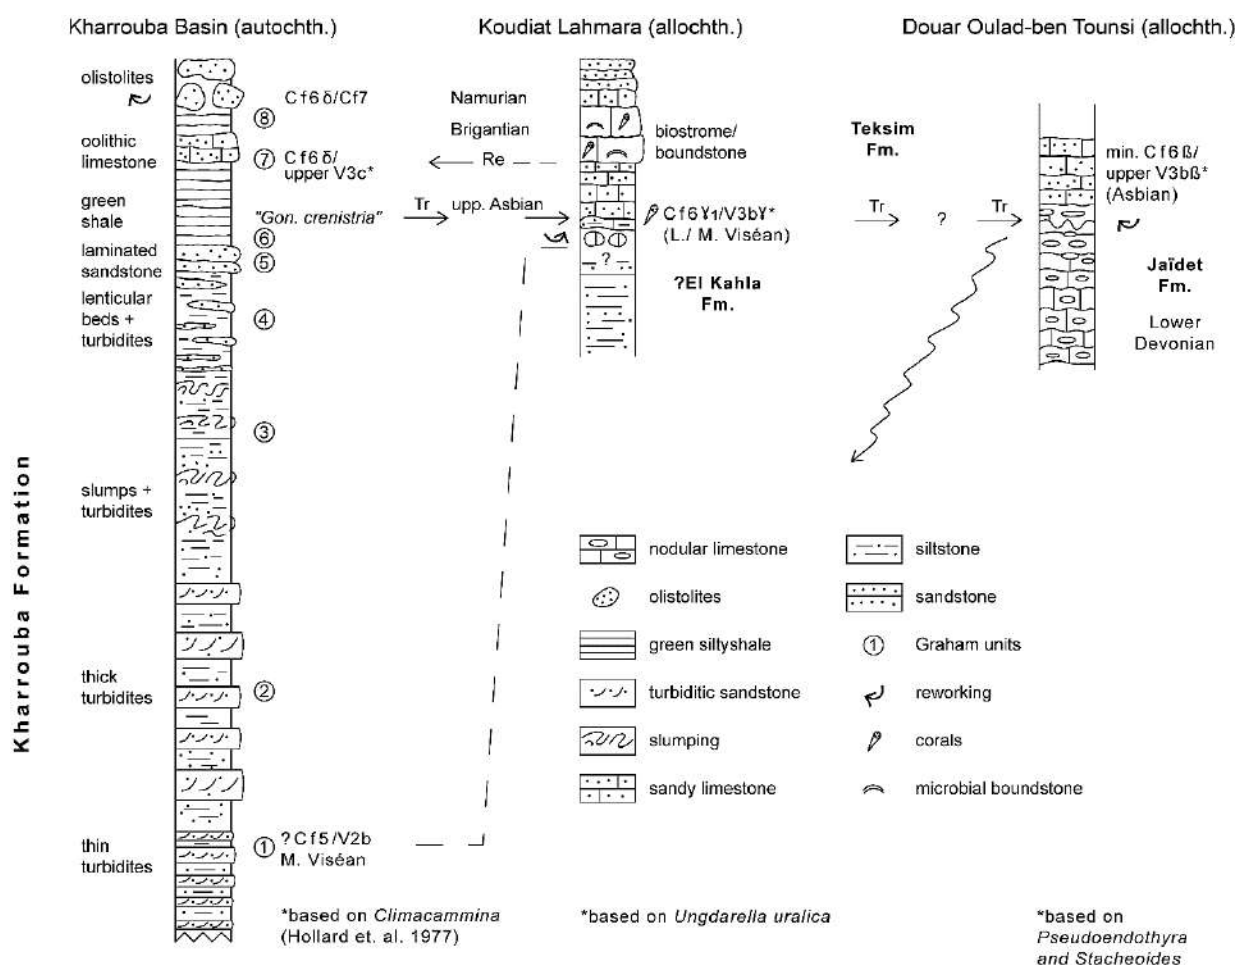 Kharrouba Basin (autochth.)
Koudiat Lahmara (allochth.)
Douar Oulad-ben Tounsi (allochth.)
Kharrouba Formation
olistolites
Cf6 δ/Cf7
⑧
oolithic
limestone
⑦ Cf6 δ/
upper V3c*
green
shale
"Gon. crenistria"
⑥
laminated
sandstone
⑤
lenticular
beds +
turbidites
④
③
slumps +
turbidites
thick
turbidites
②
thin
turbidites
① ?Cf5/V2b
M. Viséan
*based on Climacammina
(Hollard et. al. 1977)
Namurian
Brigantian
Re
Tr
upp. Asbian
biostrome/
boundstone
Cf6 ɣ1/V3bɣ*
(L./ M. Viséan)
?
?El Kahla
Fm.
*based on Ungdarella uralica
Teksim
Fm.
Tr
?
Tr
min. Cf6 ß/
upper V3bß*
(Asbian)
Jaïdet
Fm.
Lower
Devonian
*based on
Pseudoendothyra
and Stacheoides
nodular limestone
olistolites
green siltyshale
turbiditic sandstone
slumping
sandy limestone
siltstone
sandstone
① Graham units
reworking
corals
microbial boundstone